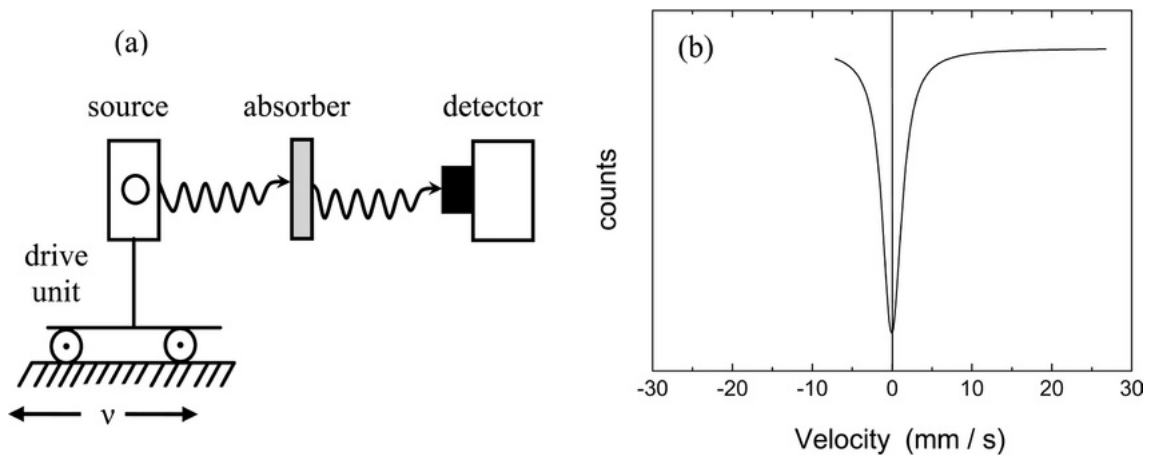 (a)
source
absorber
detector
drive
unit
ν
(b)
counts
-30 -20 -10 0 10 20 30
Velocity (mm / s)